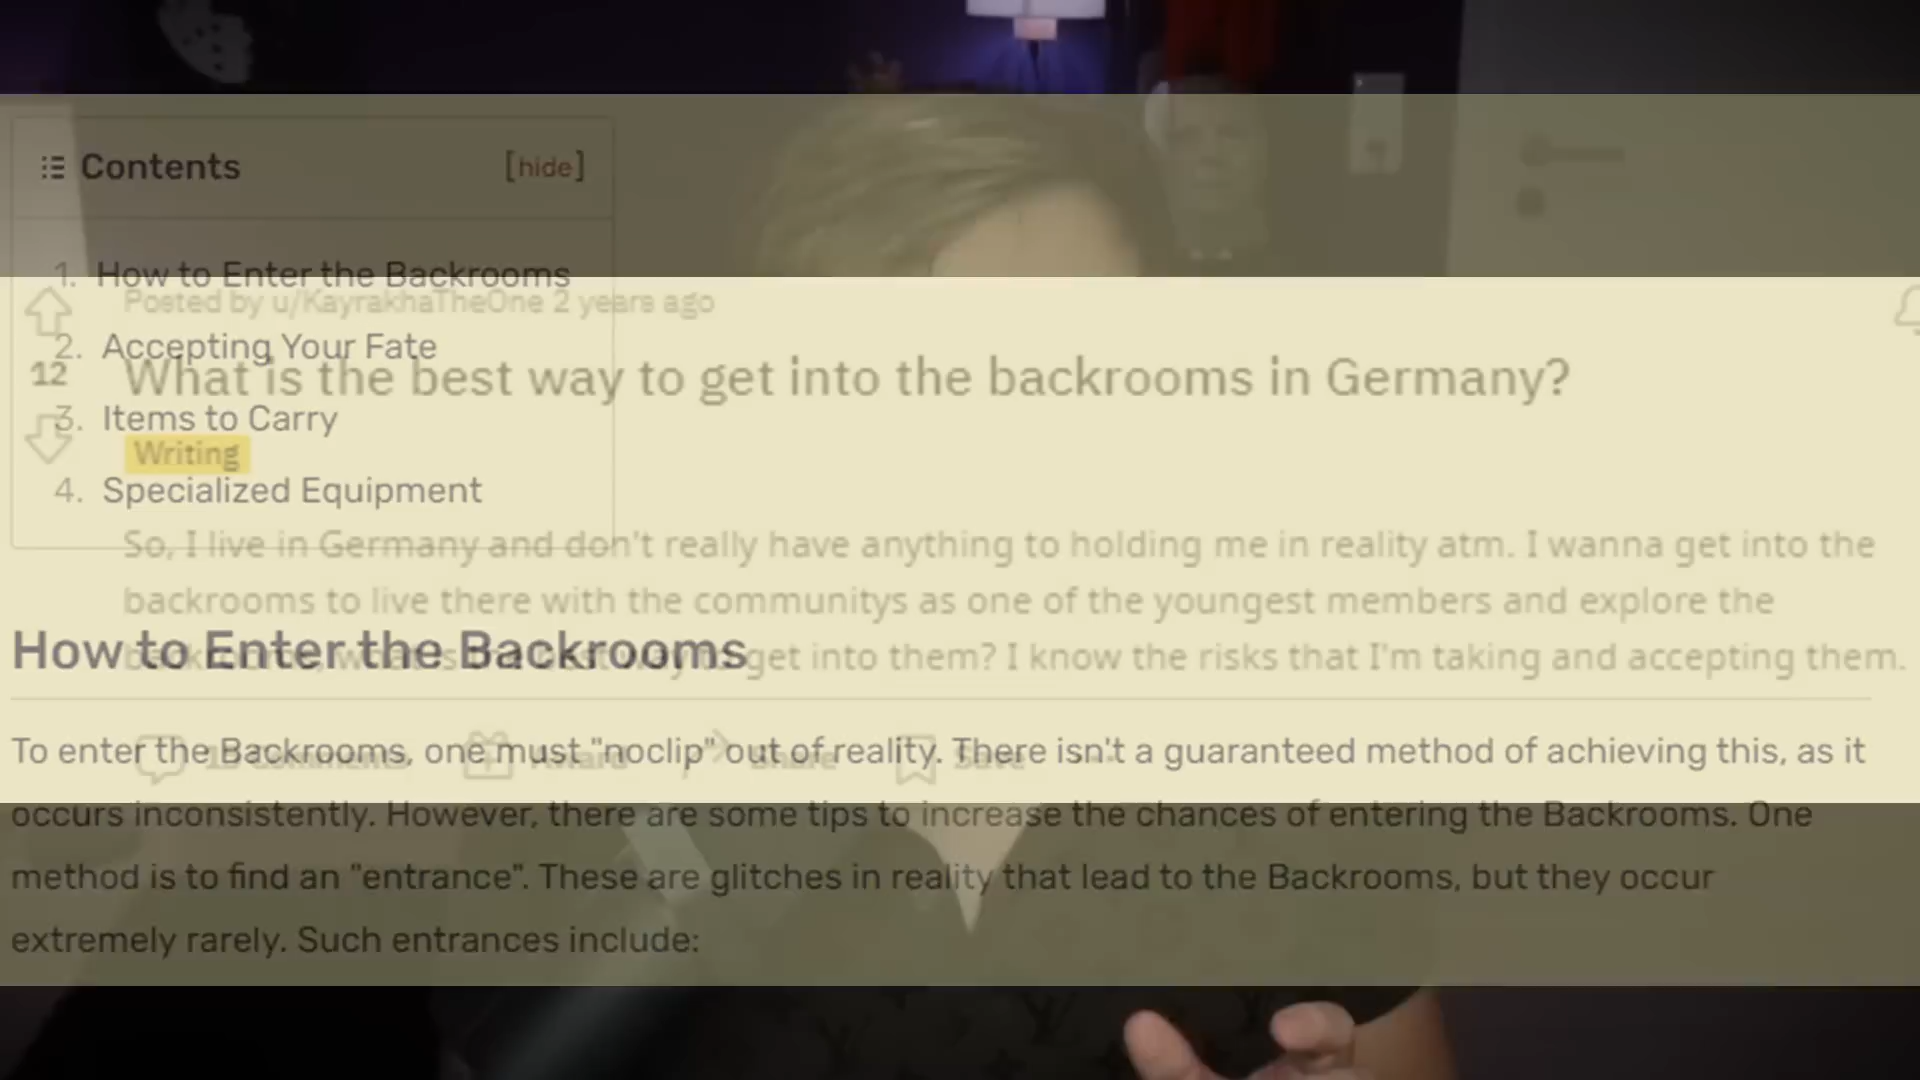 Contents [hide]
1. How to Enter the Backrooms
2. Accepting Your Fate
3. Items to Carry
4. Specialized Equipment
How to Enter the Backrooms
To enter the Backrooms, one must "noclip" out of reality. There isn't a guaranteed method of achieving this, as it
occurs inconsistently. However, there are some tips to increase the chances of entering the Backrooms. One
method is to find an "entrance". These are glitches in reality that lead to the Backrooms, but they occur
extremely rarely. Such entrances include:
Posted by u/KayrakhaTheOne 2 years ago
12
What is the best way to get into the backrooms in Germany?
Writing
So, I live in Germany and don't really have anything to holding me in reality atm. I wanna get into the
backrooms to live there with the communitys as one of the youngest members and explore the
get into them? I know the risks that I'm taking and accepting them.
Comments Award Share Save